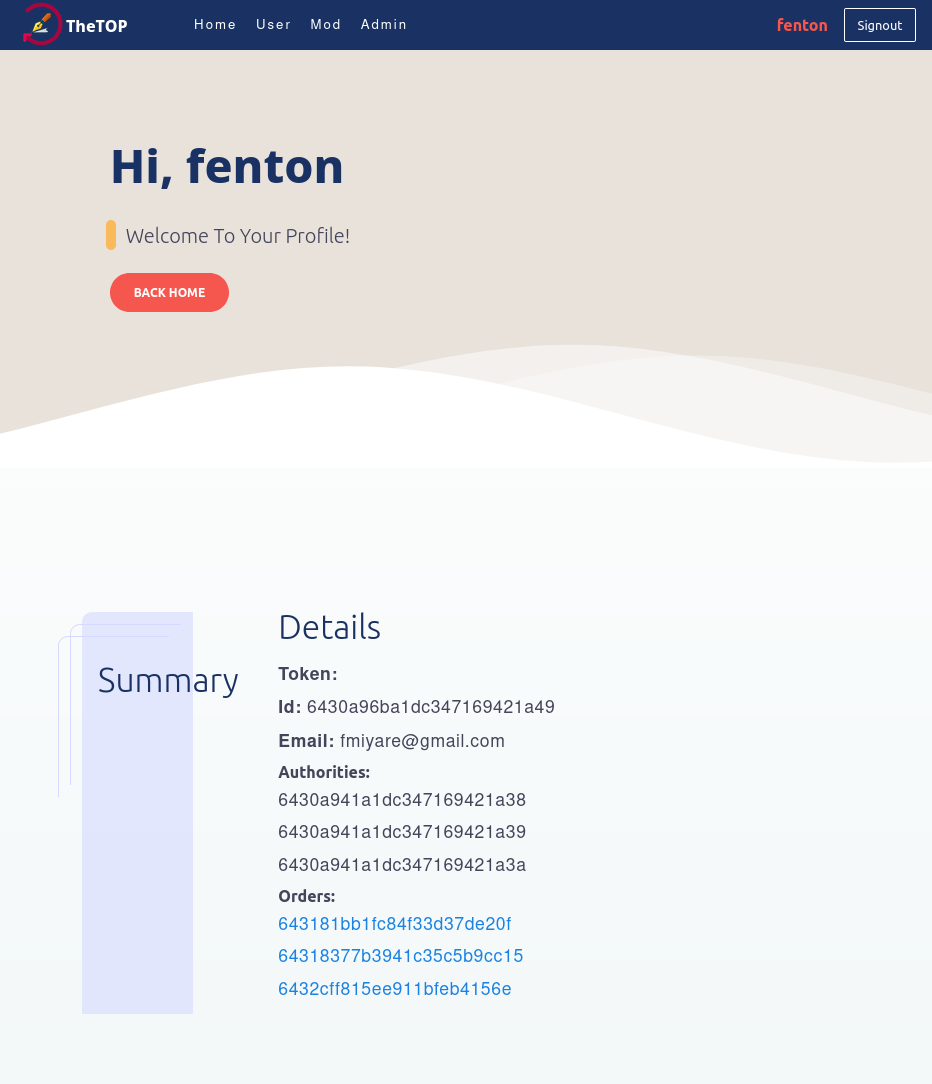 TheTOP
Home User Mod Admin
fenton
Signout
Hi, fenton
Welcome To Your Profile!
BACK HOME
Summary
Details
Token:
Id: 6430a96ba1dc347169421a49
Email: fmiyare@gmail.com
Authorities:
6430a941a1dc347169421a38
6430a941a1dc347169421a39
6430a941a1dc347169421a3a
Orders:
643181bb1fc84f33d37de20f
64318377b3941c35c5b9cc15
6432cff815ee911bfeb4156e